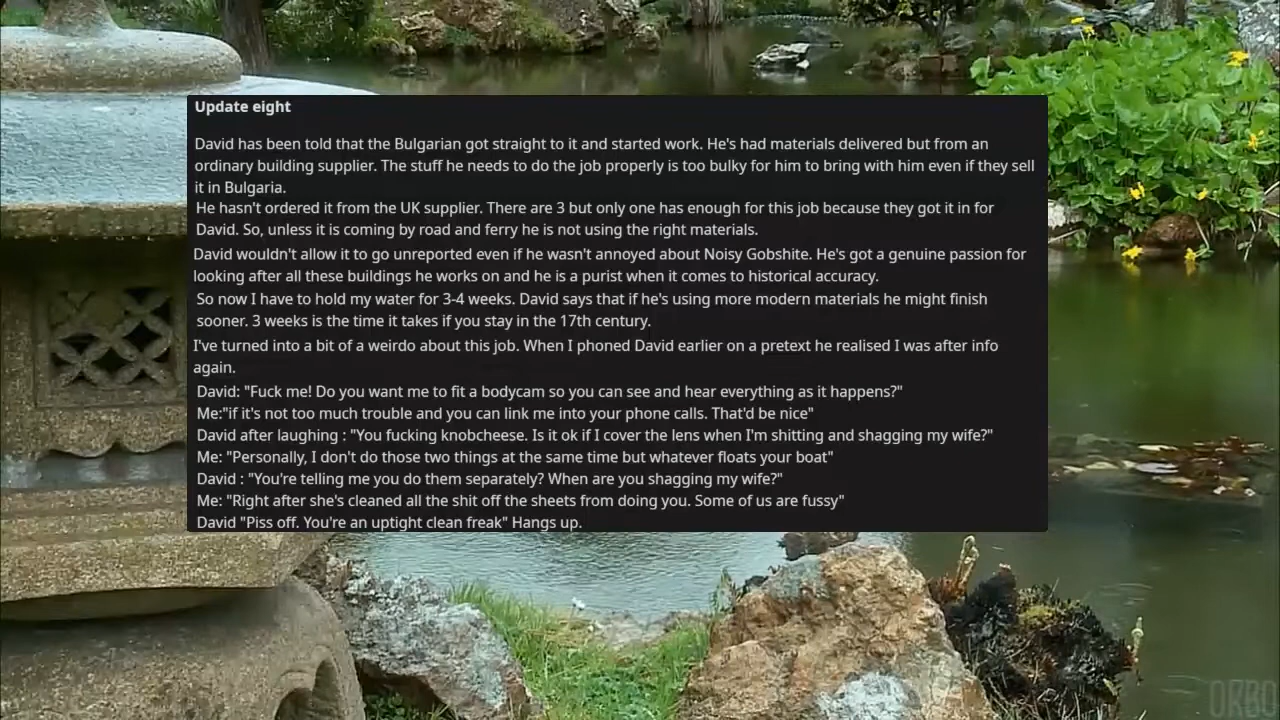 Update eight
David has been told that the Bulgarian got straight to it and started work. He's had materials delivered but from an
ordinary building supplier. The stuff he needs to do the job properly is too bulky for him to bring with him even if they sell
it in Bulgaria.
He hasn't ordered it from the UK supplier. There are 3 but only one has enough for this job because they got it in for
David. So, unless it is coming by road and ferry he is not using the right materials.
David wouldn't allow it to go unreported even if he wasn't annoyed about Noisy Gobshite. He's got a genuine passion for
looking after all these buildings he works on and he is a purist when it comes to historical accuracy.
So now I have to hold my water for 3-4 weeks. David says that if he's using more modern materials he might finish
sooner. 3 weeks is the time it takes if you stay in the 17th century.
I've turned into a bit of a weirdo about this job. When I phoned David earlier on a pretext he realised I was after info
again.
David: "Fuck me! Do you want me to fit a bodycam so you can see and hear everything as it happens?"
Me:"if it's not too much trouble and you can link me into your phone calls. That'd be nice"
David after laughing : "You fucking knobcheese. Is it ok if I cover the lens when I'm shitting and shagging my wife?"
Me: "Personally, I don't do those two things at the same time but whatever floats your boat"
David : "You're telling me you do them separately? When are you shagging my wife?"
Me: "Right after she's cleaned all the shit off the sheets from doing you. Some of us are fussy"
David "Piss off. You're an uptight clean freak" Hangs up.
ORBO